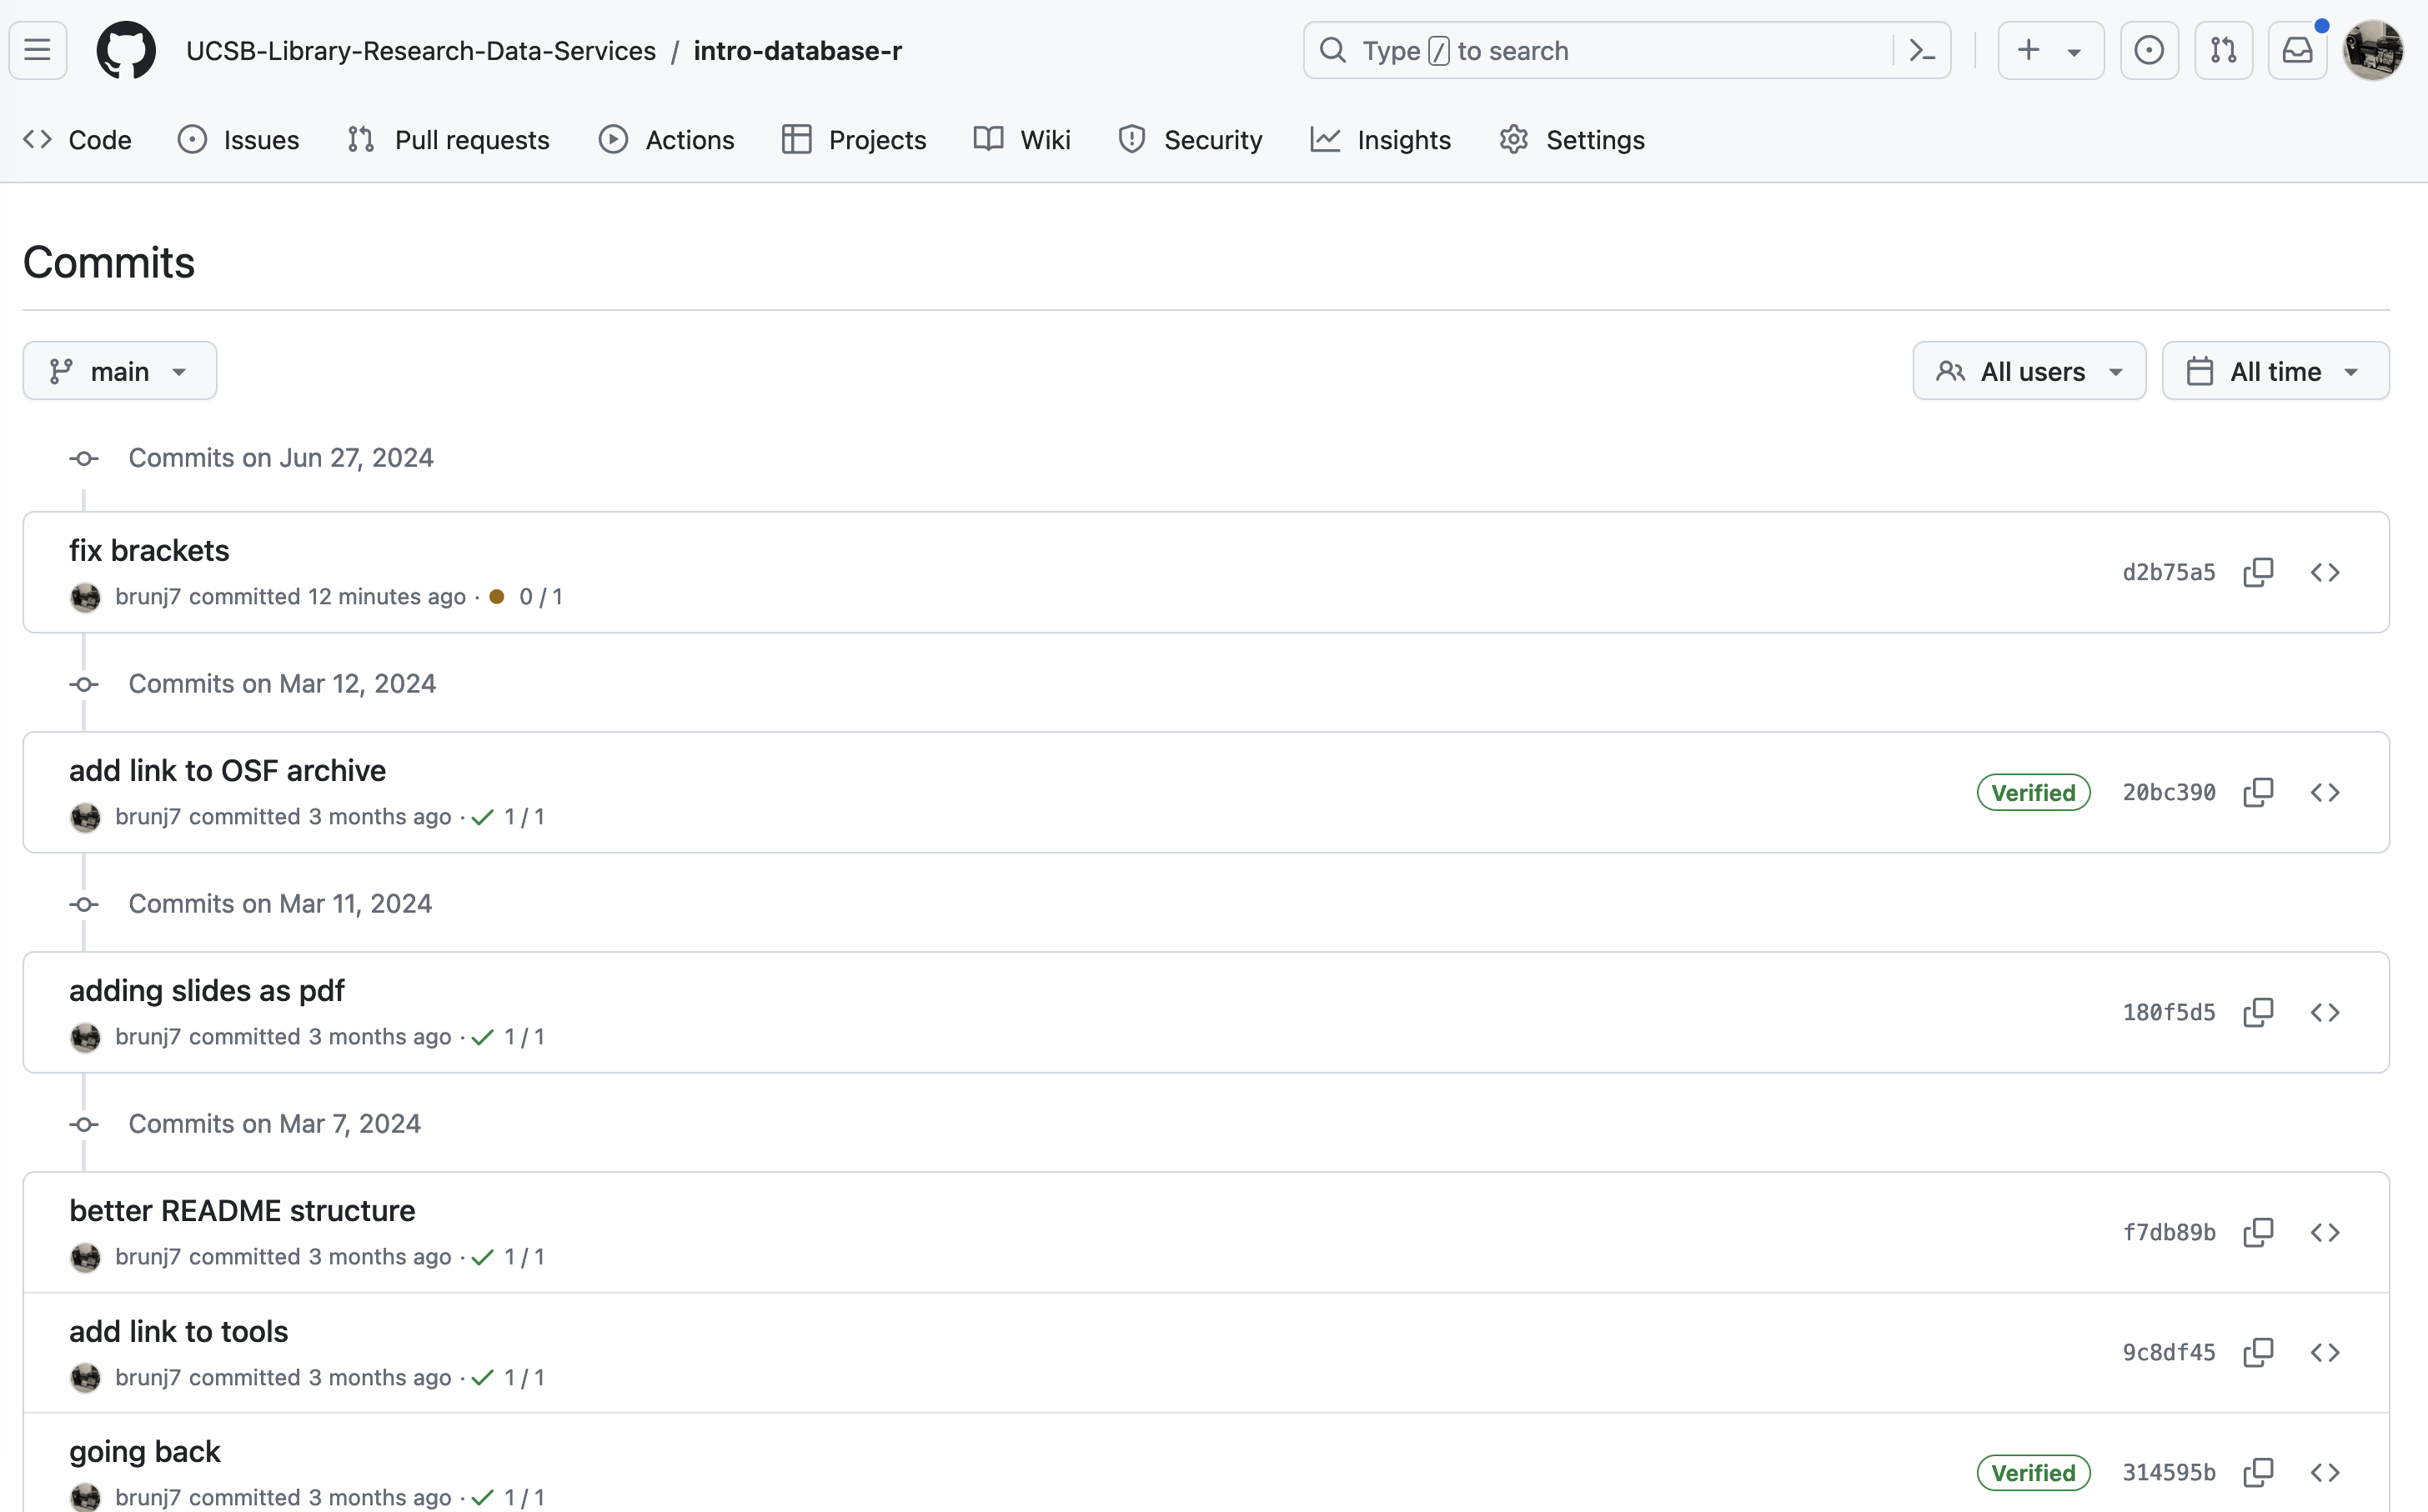 UCSB-Library-Research-Data-Services / intro-database-r
Type / to search
Code Issues Pull requests Actions Projects Wiki Security Insights Settings
Commits
main All users All time
Commits on Jun 27, 2024
fix brackets
brunj7 committed 12 minutes ago · 0 / 1
d2b75a5
Commits on Mar 12, 2024
add link to OSF archive
brunj7 committed 3 months ago · 1 / 1
Verified 20bc390
Commits on Mar 11, 2024
adding slides as pdf
brunj7 committed 3 months ago · 1 / 1
180f5d5
Commits on Mar 7, 2024
better README structure
brunj7 committed 3 months ago · 1 / 1
f7db89b
add link to tools
brunj7 committed 3 months ago · 1 / 1
9c8df45
going back
brunj7 committed 3 months ago · 1 / 1
Verified 314595b